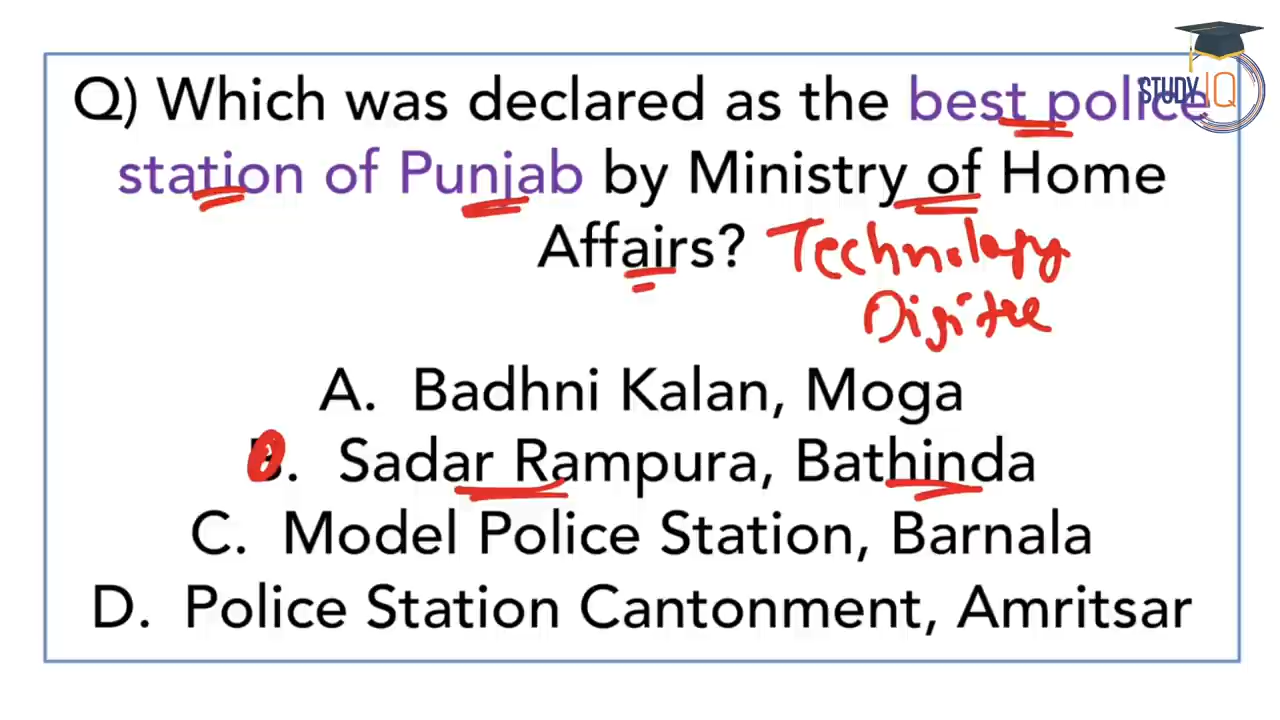 STUDY IQ
Q) Which was declared as the best police
station of Punjab by Ministry of Home
Affairs? Technology
Digital
A. Badhni Kalan, Moga
B. Sadar Rampura, Bathinda
C. Model Police Station, Barnala
D. Police Station Cantonment, Amritsar